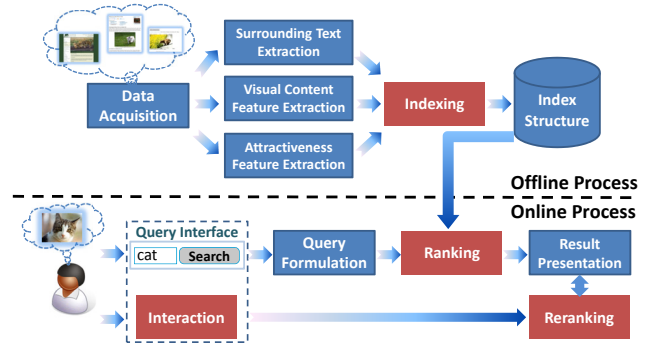 Surrounding Text
Extraction
Data
Acquisition
Visual Content
Feature Extraction
Attractiveness
Feature Extraction
Indexing
Index
Structure
Offline Process
Online Process
Query Interface
cat
Search
Query
Formulation
Ranking
Result
Presentation
Interaction
Reranking